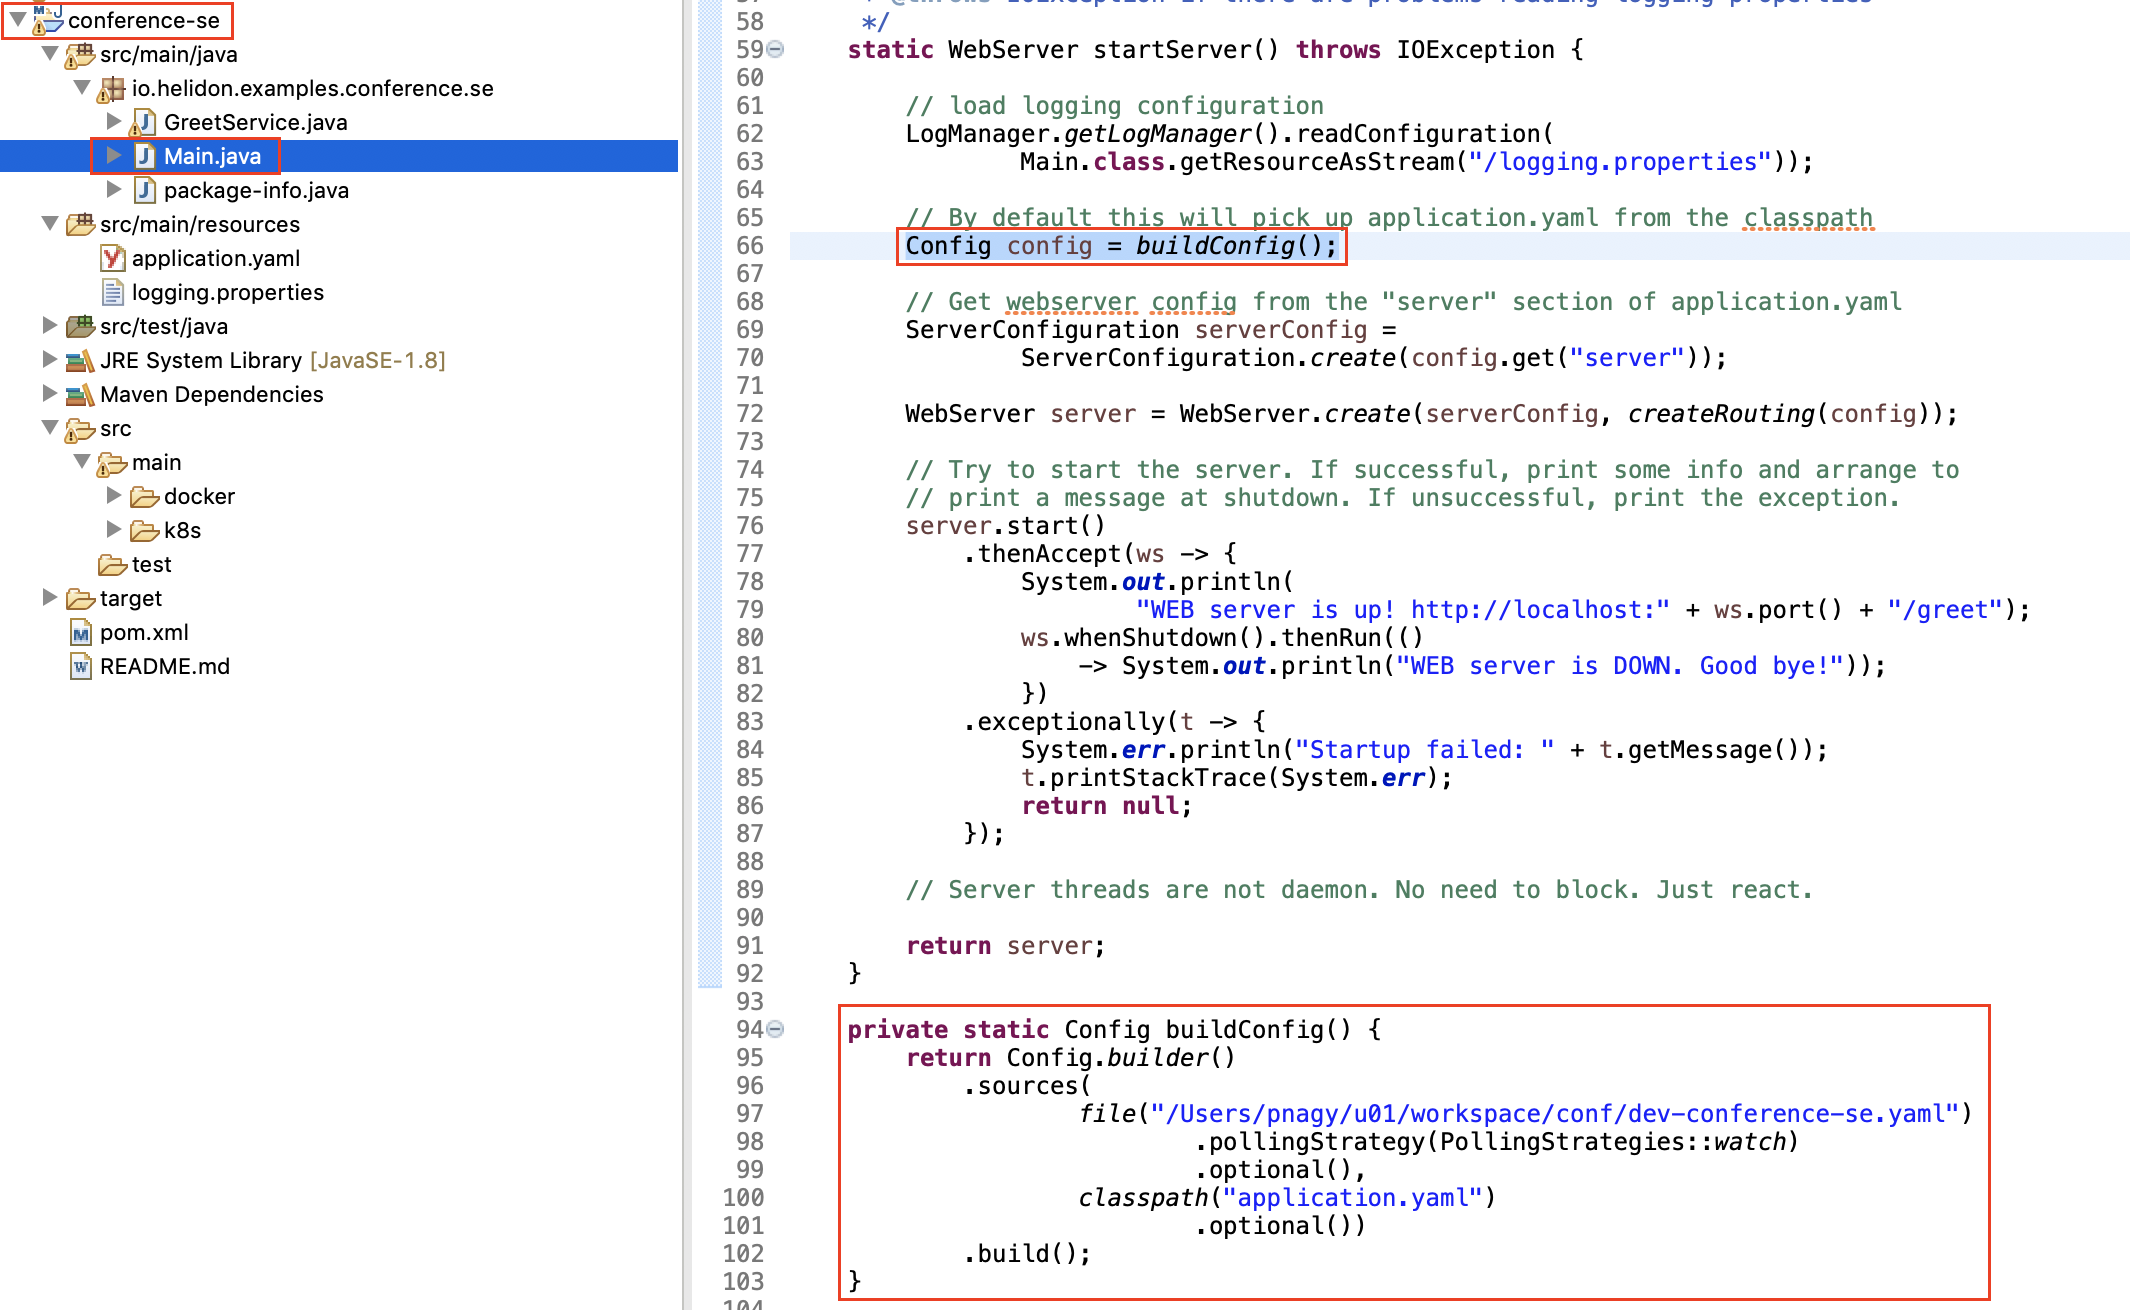 conference-se
src/main/java
io.helidon.examples.conference.se
GreetService.java
Main.java
package-info.java
src/main/resources
application.yaml
logging.properties
src/test/java
JRE System Library [JavaSE-1.8]
Maven Dependencies
src
main
docker
k8s
test
target
pom.xml
README.md
57 * @throws IOException if there are problems reading logging properties
58 */
59 static WebServer startServer() throws IOException {
60
61 // load logging configuration
62 LogManager.getLogManager().readConfiguration(
63 Main.class.getResourceAsStream("/logging.properties"));
64
65 // By default this will pick up application.yaml from the classpath
66 Config config = buildConfig();
67
68 // Get webserver config from the "server" section of application.yaml
69 ServerConfiguration serverConfig =
70 ServerConfiguration.create(config.get("server"));
71
72 WebServer server = WebServer.create(serverConfig, createRouting(config));
73
74 // Try to start the server. If successful, print some info and arrange to
75 // print a message at shutdown. If unsuccessful, print the exception.
76 server.start()
77 .thenAccept(ws -> {
78 System.out.println(
79 "WEB server is up! http://localhost:" + ws.port() + "/greet");
80 ws.whenShutdown().thenRun(()
81 -> System.out.println("WEB server is DOWN. Good bye!"));
82 })
83 .exceptionally(t -> {
84 System.err.println("Startup failed: " + t.getMessage());
85 t.printStackTrace(System.err);
86 return null;
87 });
88
89 // Server threads are not daemon. No need to block. Just react.
90
91 return server;
92 }
93
94 private static Config buildConfig() {
95 return Config.builder()
96 .sources(
97 file("/Users/pnagy/u01/workspace/conf/dev-conference-se.yaml")
98 .pollingStrategy(PollingStrategies::watch)
99 .optional(),
100 classpath("application.yaml")
101 .optional())
102 .build();
103 }
104